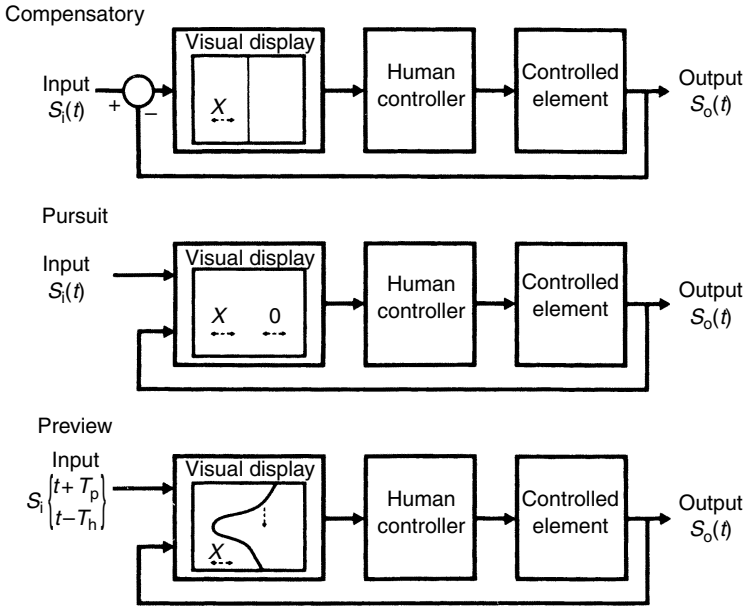 Compensatory
Input
Sᵢ(t)
+
−
Visual display
X
Human
controller
Controlled
element
Output
Sₒ(t)
Pursuit
Input
Sᵢ(t)
Visual display
X 0
Human
controller
Controlled
element
Output
Sₒ(t)
Preview
Input
Sᵢ {t + Tₚ
t − Tₕ}
Visual display
X
Human
controller
Controlled
element
Output
Sₒ(t)